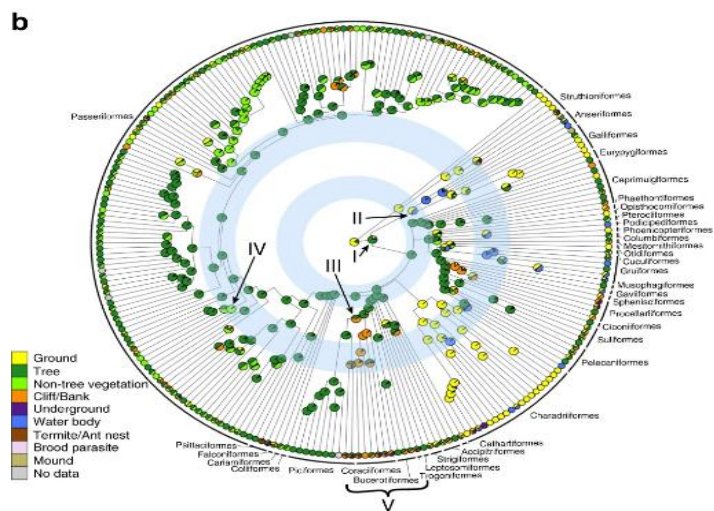 b
Passeriformes
Struthioniformes
Anseriformes
Galliformes
Eurypygiformes
Caprimulgiformes
Phaethontiformes
Opisthocomiformes
Pterocliformes
Podicipediformes
Phoenicopteriformes
Columbiformes
Mesitornithiformes
Otidiformes
Cuculiformes
Gruiformes
Musophagiformes
Gaviiformes
Sphenisciformes
Procellariiformes
Ciconiiformes
Suliformes
Pelecaniformes
Charadriiformes
Cathartiformes
Accipitriformes
Strigiformes
Leptosomiformes
Trogoniformes
Bucerotiformes
Coraciiformes
Piciformes
Coliiformes
Cariamiformes
Falconiformes
Psittaciformes
I
II
III
IV
V
Ground
Tree
Non-tree vegetation
Cliff/Bank
Underground
Water body
Termite/Ant nest
Brood parasite
Mound
No data